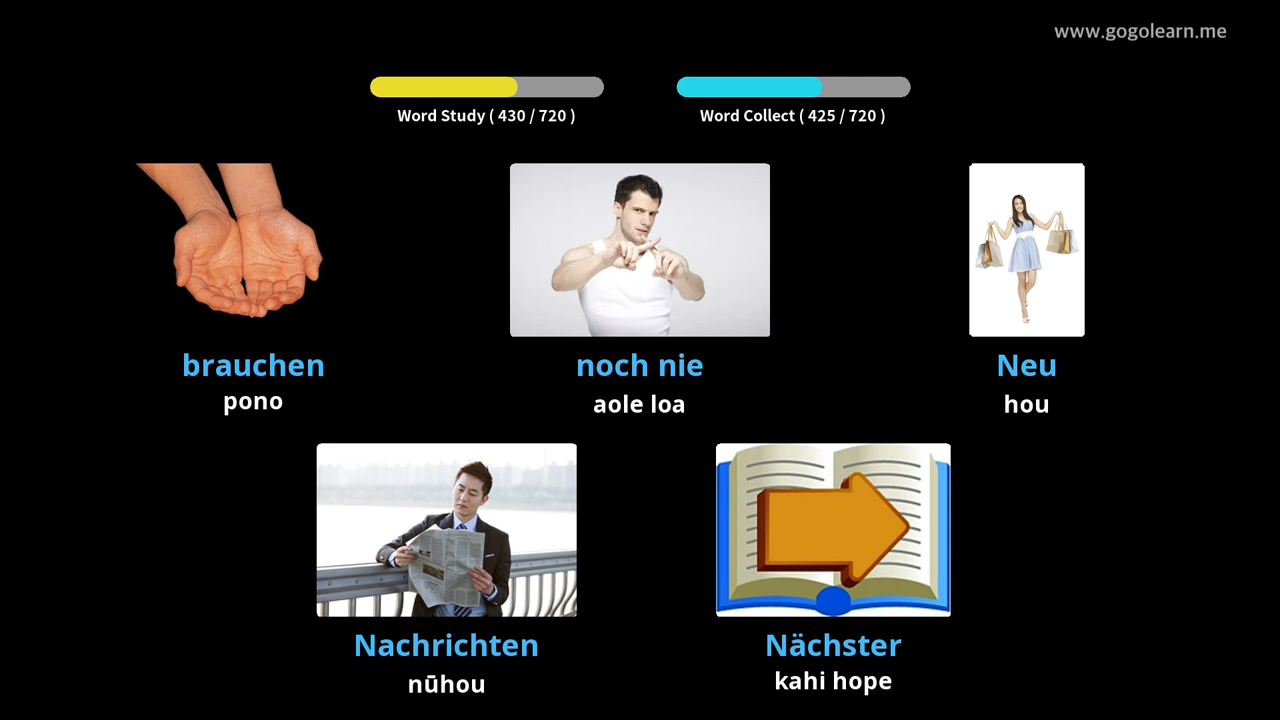 www.gogolearn.me
Word Study ( 430 / 720 )
Word Collect ( 425 / 720 )
brauchen
pono
noch nie
aole loa
Neu
hou
Nachrichten
nūhou
Nächster
kahi hope